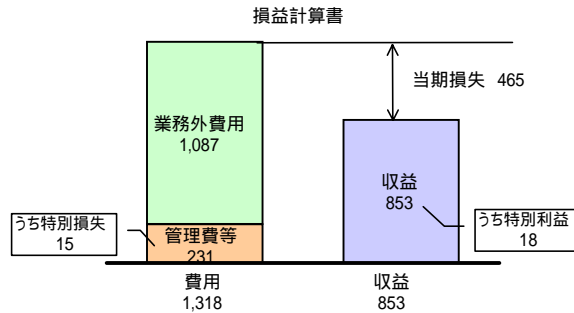 損益計算書
当期損失 465
業務外費用
1,087
収益
853
うち特別損失
15
管理費等
231
うち特別利益
18
費用
1,318
収益
853